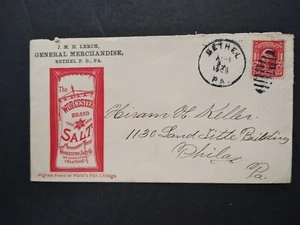 J. M. H. LERCH,
GENERAL MERCHANDISE,
BETHEL P. O., PA.
BETHEL
PA.
The
WORCESTER
BRAND
SALT
Highest Award at World's Fair, Chicago.
Hiram H. Keller.
1130 Land Title Building
Phila
Pa.